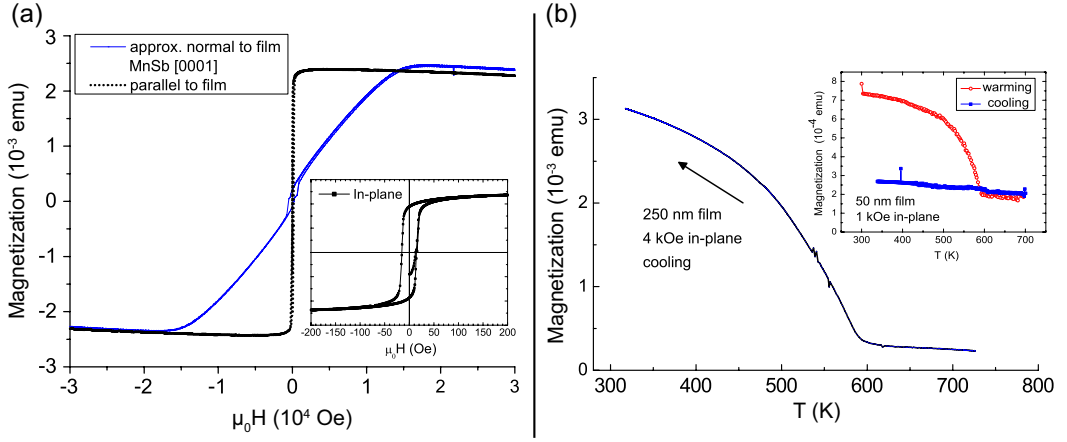 (a)
Magnetization (10⁻³ emu)
3
2
1
0
-1
-2
-3
approx. normal to film
MnSb [0001]
parallel to film
In-plane
-200 -150 -100 -50 0 50 100 150 200
μ₀H (Oe)
-3 -2 -1 0 1 2 3
μ₀H (10⁴ Oe)
(b)
Magnetization (10⁻³ emu)
3
2
1
0
250 nm film
4 kOe in-plane
cooling
Magnetization (10⁻⁴ emu)
8
7
6
5
4
3
2
1
0
warming
cooling
50 nm film
1 kOe in-plane
300 400 500 600 700 800
T (K)
300 400 500 600 700 800
T (K)